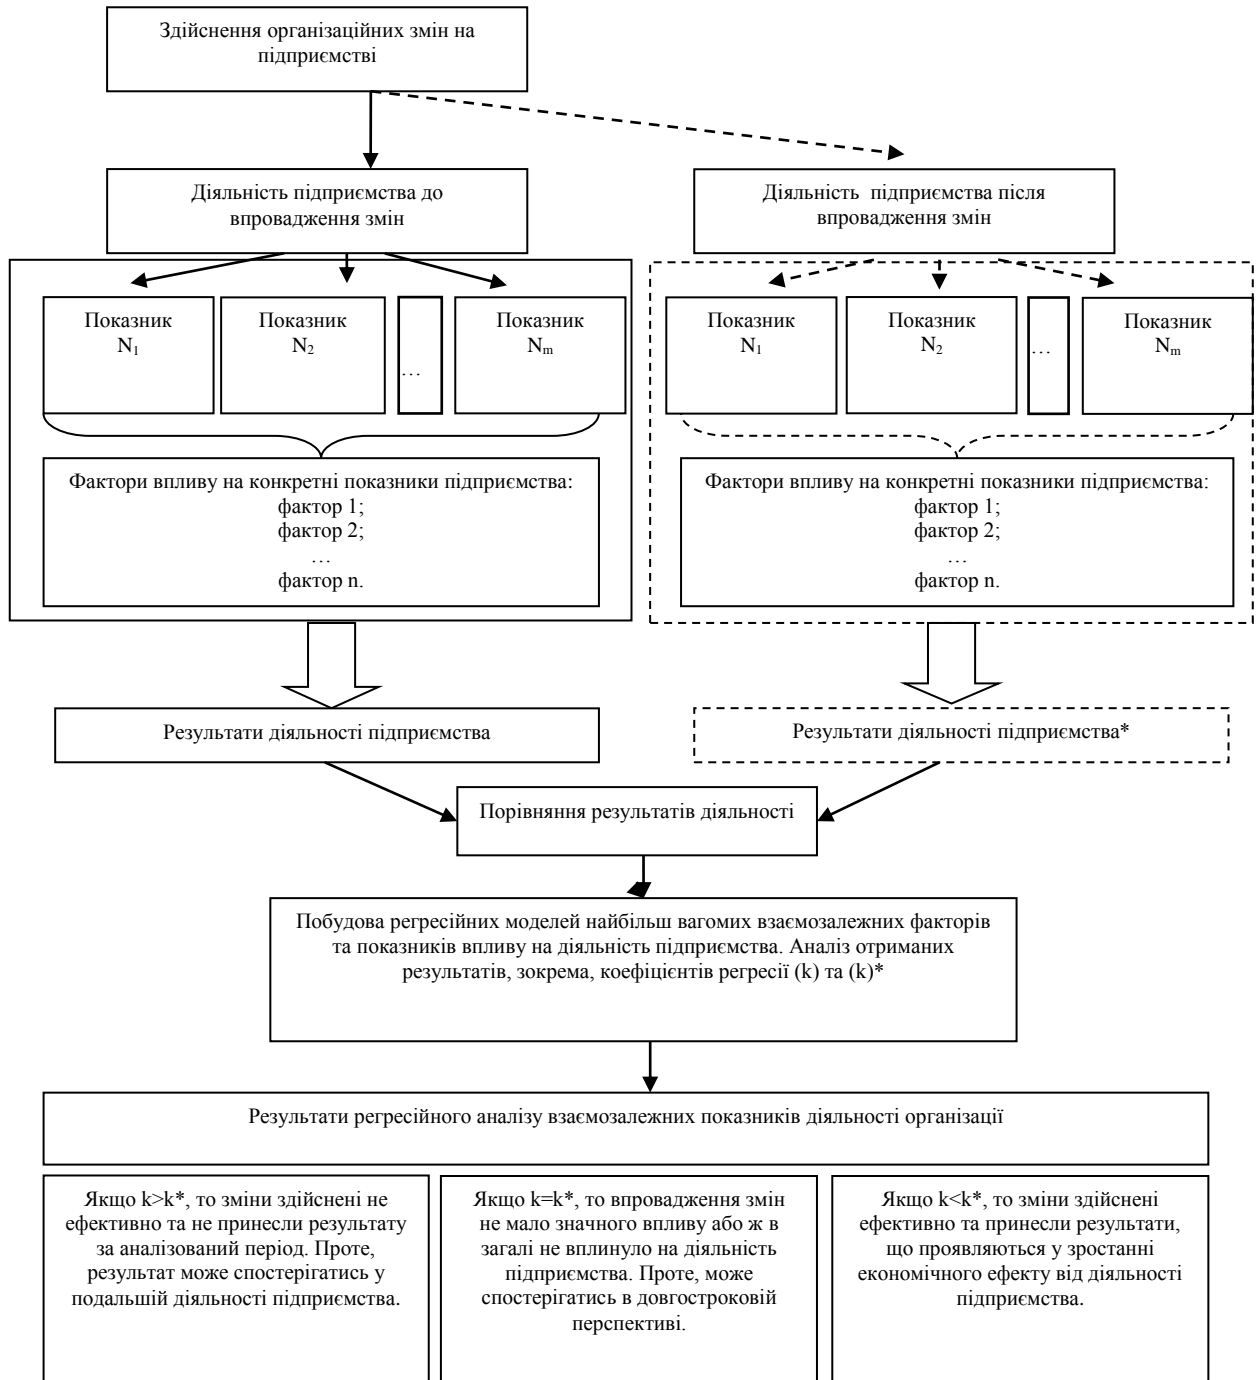 Здійснення організаційних змін на
підприємстві
Діяльність підприємства до
впровадження змін
Діяльність підприємства після
впровадження змін
Показник
N₁
Показник
N₂
…
Показник
Nₘ
Показник
N₁
Показник
N₂
…
Показник
Nₘ
Фактори впливу на конкретні показники підприємства:
фактор 1;
фактор 2;
…
фактор n.
Фактори впливу на конкретні показники підприємства:
фактор 1;
фактор 2;
…
фактор n.
Результати діяльності підприємства
Результати діяльності підприємства*
Порівняння результатів діяльності
Побудова регресійних моделей найбільш вагомих взаємозалежних факторів
та показників впливу на діяльність підприємства. Аналіз отриманих
результатів, зокрема, коефіцієнтів регресії (k) та (k)*
Результати регресійного аналізу взаємозалежних показників діяльності організації
Якщо k>k*, то зміни здійснені не
ефективно та не принесли результату
за аналізований період. Проте,
результат може спостерігатись у
подальшій діяльності підприємства.
Якщо k=k*, то впровадження змін
не мало значного впливу або ж в
загалі не вплинуло на діяльність
підприємства. Проте, може
спостерігатись в довгостроковій
перспективі.
Якщо k<k*, то зміни здійснені
ефективно та принесли результати,
що проявляються у зростанні
економічного ефекту від діяльності
підприємства.